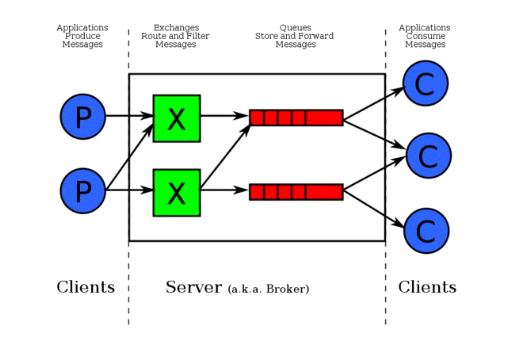 Applications
Produce
Messages
Exchanges
Route and Filter
Messages
Queues
Store and Forward
Messages
Applications
Consume
Messages
P
X
C
P
X
C
C
Clients
Server (a.k.a. Broker)
Clients